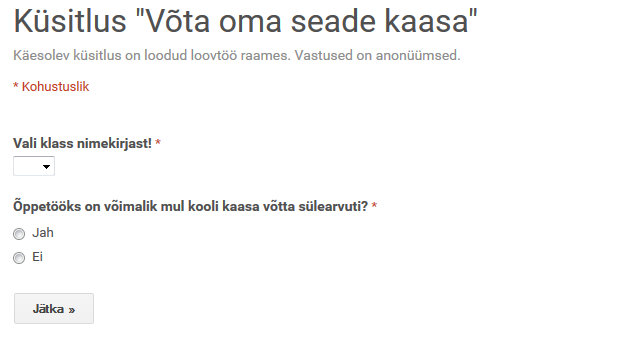 Küsitlus "Võta oma seade kaasa"
Käesolev küsitlus on loodud loovtöö raames. Vastused on anonüümsed.
* Kohustuslik
Vali klass nimekirjast! *
Õppetööks on võimalik mul kooli kaasa võtta sülearvuti? *
Jah
Ei
Jätka »